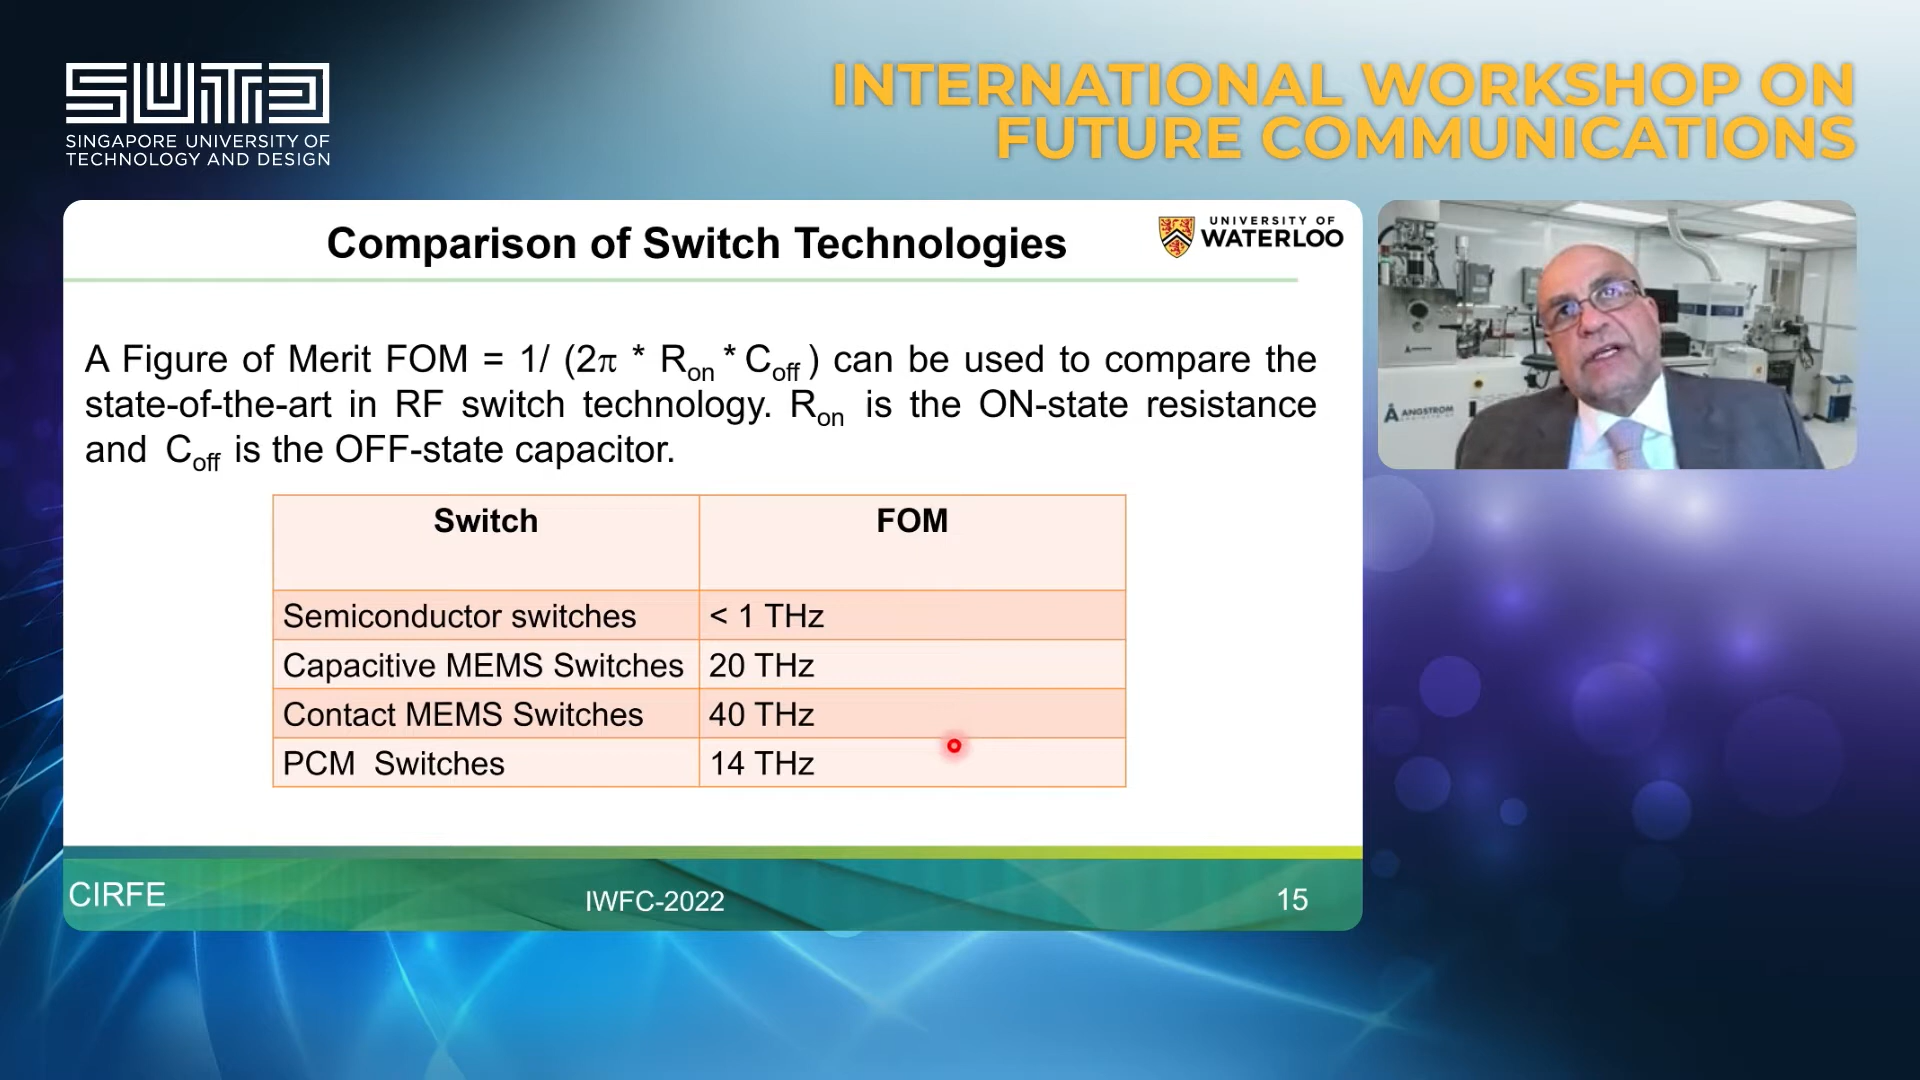 SUTD
SINGAPORE UNIVERSITY OF
TECHNOLOGY AND DESIGN
INTERNATIONAL WORKSHOP ON
FUTURE COMMUNICATIONS
Comparison of Switch Technologies
UNIVERSITY OF
WATERLOO
A Figure of Merit FOM = 1/ (2π * Ron * Coff ) can be used to compare the
state-of-the-art in RF switch technology. Ron is the ON-state resistance
and Coff is the OFF-state capacitor.
Switch FOM
Semiconductor switches < 1 THz
Capacitive MEMS Switches 20 THz
Contact MEMS Switches 40 THz
PCM Switches 14 THz
CIRFE IWFC-2022 15
ANGSTROM